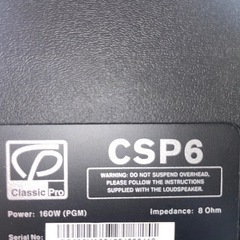 CSP6
Classic Pro
WARNING: DO NOT SUSPEND OVERHEAD,
PLEASE FOLLOW THE INSTRUCTIONS
SUPPLIED WITH THE LOUDSPEAKER.
Power: 160W (PGM) Impedance: 8 Ohm
Serial No: